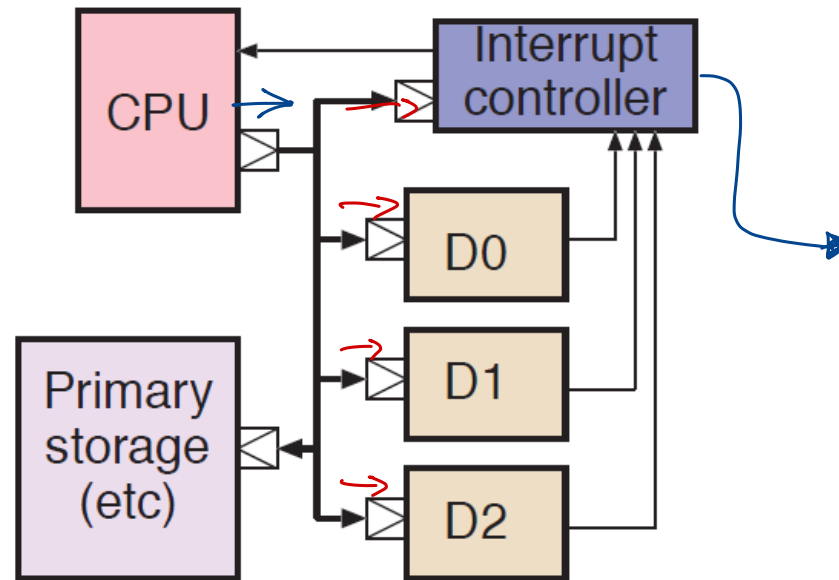 Interrupt
controller
CPU
D0
D1
Primary
storage
(etc)
D2